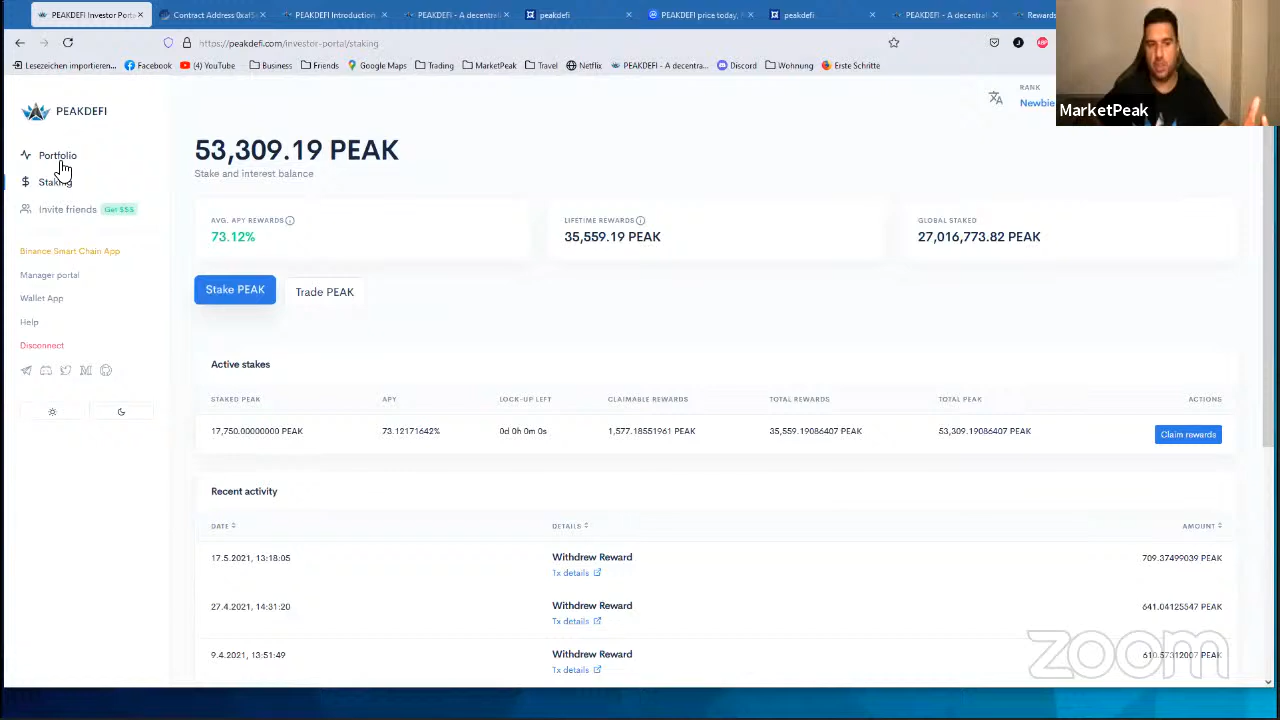 PEAKDEFI Investor Porta
Contract Address 0xaf5
PEAKDEFI Introduction
PEAKDEFI - A decentrali
peakdefi
PEAKDEFI price today,
peakdefi
PEAKDEFI - A decentrali
Rewards
https://peakdefi.com/investor-portal/staking
Lesezeichen importieren...
Facebook
(4) YouTube
Business
Friends
Google Maps
Trading
MarketPeak
Travel
Netflix
PEAKDEFI - A decentra...
Discord
Wohnung
Erste Schritte
MarketPeak
PEAKDEFI
RANK
Newbie
Portfolio
Staking
Invite friends Get $55
Binance Smart Chain App
Manager portal
Wallet App
Help
Disconnect
53,309.19 PEAK
Stake and interest balance
AVG. APY REWARDS
73.12%
LIFETIME REWARDS
35,559.19 PEAK
GLOBAL STAKED
27,016,773.82 PEAK
Stake PEAK
Trade PEAK
Active stakes
STAKED PEAK APY LOCK-UP LEFT CLAIMABLE REWARDS TOTAL REWARDS TOTAL PEAK ACTIONS
17,750.00000000 PEAK 73.12171642% 0d 0h 0m 0s 1,577.18551961 PEAK 35,559.19086407 PEAK 53,309.19086407 PEAK Claim rewards
Recent activity
DATE DETAILS AMOUNT
17.5.2021, 13:18:05 Withdrew Reward 709.37499039 PEAK
Tx details
27.4.2021, 14:31:20 Withdrew Reward 641.04125547 PEAK
Tx details
9.4.2021, 13:51:49 Withdrew Reward 610.57312007 PEAK
Tx details
zoom